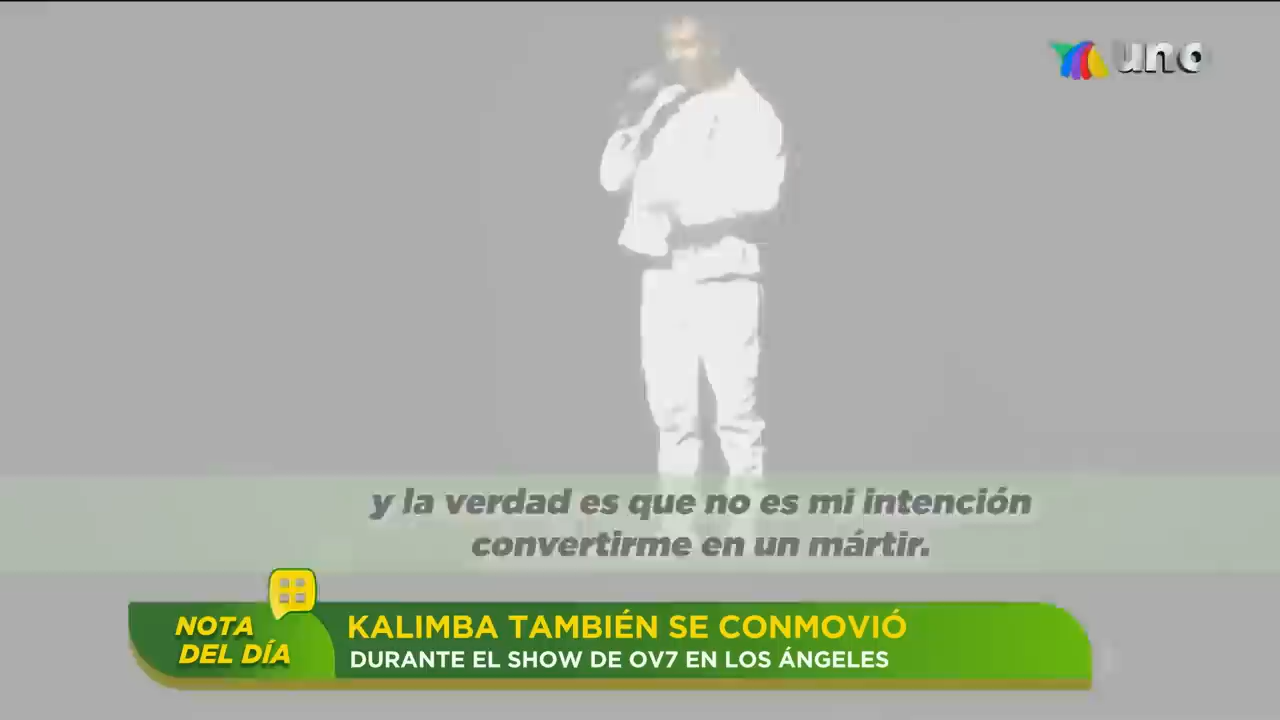 uno
y la verdad es que no es mi intención
convertirme en un mártir.
NOTA
DEL DÍA
KALIMBA TAMBIÉN SE CONMOVIÓ
DURANTE EL SHOW DE OV7 EN LOS ÁNGELES